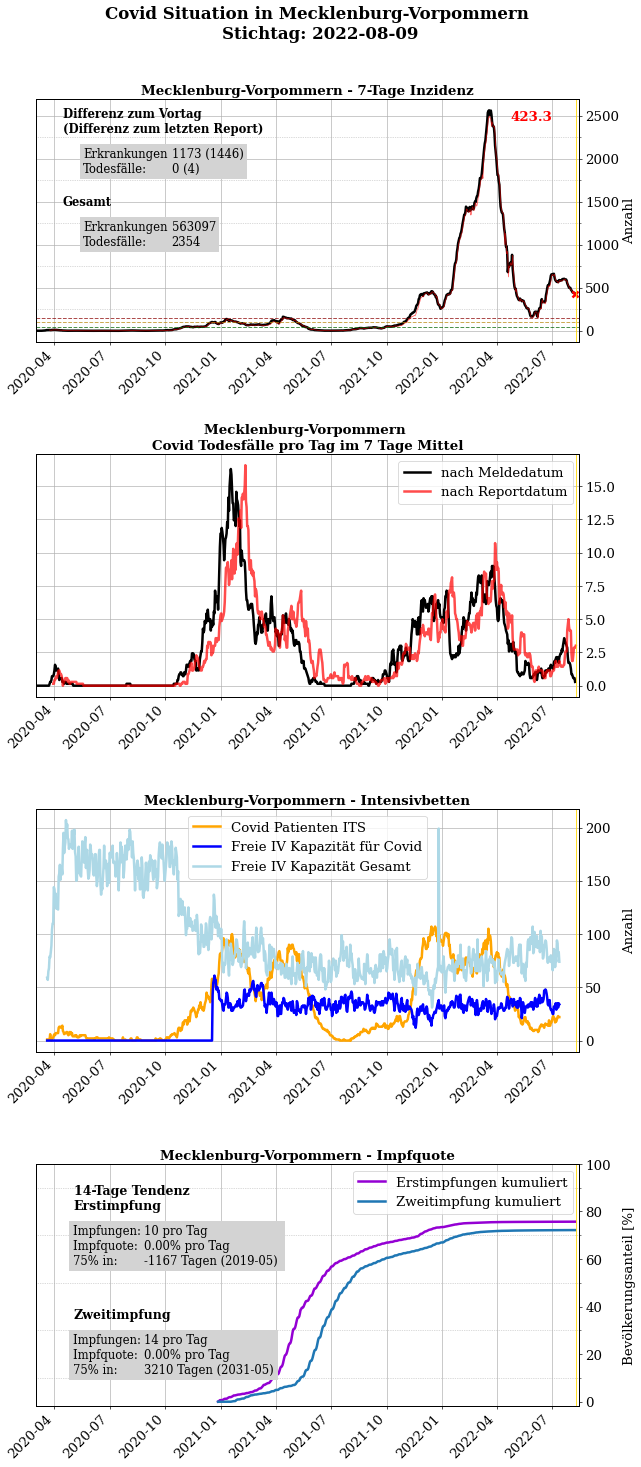 Covid Situation in Mecklenburg-Vorpommern
Stichtag: 2022-08-09
Mecklenburg-Vorpommern - 7-Tage Inzidenz
Differenz zum Vortag
(Differenz zum letzten Report)
Erkrankungen 1173 (1446)
Todesfälle: 0 (4)
Gesamt
Erkrankungen 563097
Todesfälle: 2354
423.3
2500
2000
1500
1000
500
0
Anzahl
2020-04 2020-07 2020-10 2021-01 2021-04 2021-07 2021-10 2022-01 2022-04 2022-07
Mecklenburg-Vorpommern
Covid Todesfälle pro Tag im 7 Tage Mittel
nach Meldedatum
nach Reportdatum
15.0
12.5
10.0
7.5
5.0
2.5
0.0
2020-04 2020-07 2020-10 2021-01 2021-04 2021-07 2021-10 2022-01 2022-04 2022-07
Mecklenburg-Vorpommern - Intensivbetten
Covid Patienten ITS
Freie IV Kapazität für Covid
Freie IV Kapazität Gesamt
200
150
100
50
0
Anzahl
2020-04 2020-07 2020-10 2021-01 2021-04 2021-07 2021-10 2022-01 2022-04 2022-07
Mecklenburg-Vorpommern - Impfquote
14-Tage Tendenz
Erstimpfung
Impfungen: 10 pro Tag
Impfquote: 0.00% pro Tag
75% in: -1167 Tagen (2019-05)
Zweitimpfung
Impfungen: 14 pro Tag
Impfquote: 0.00% pro Tag
75% in: 3210 Tagen (2031-05)
Erstimpfungen kumuliert
Zweitimpfung kumuliert
100
80
60
40
20
0
Bevölkerungsanteil [%]
2020-04 2020-07 2020-10 2021-01 2021-04 2021-07 2021-10 2022-01 2022-04 2022-07